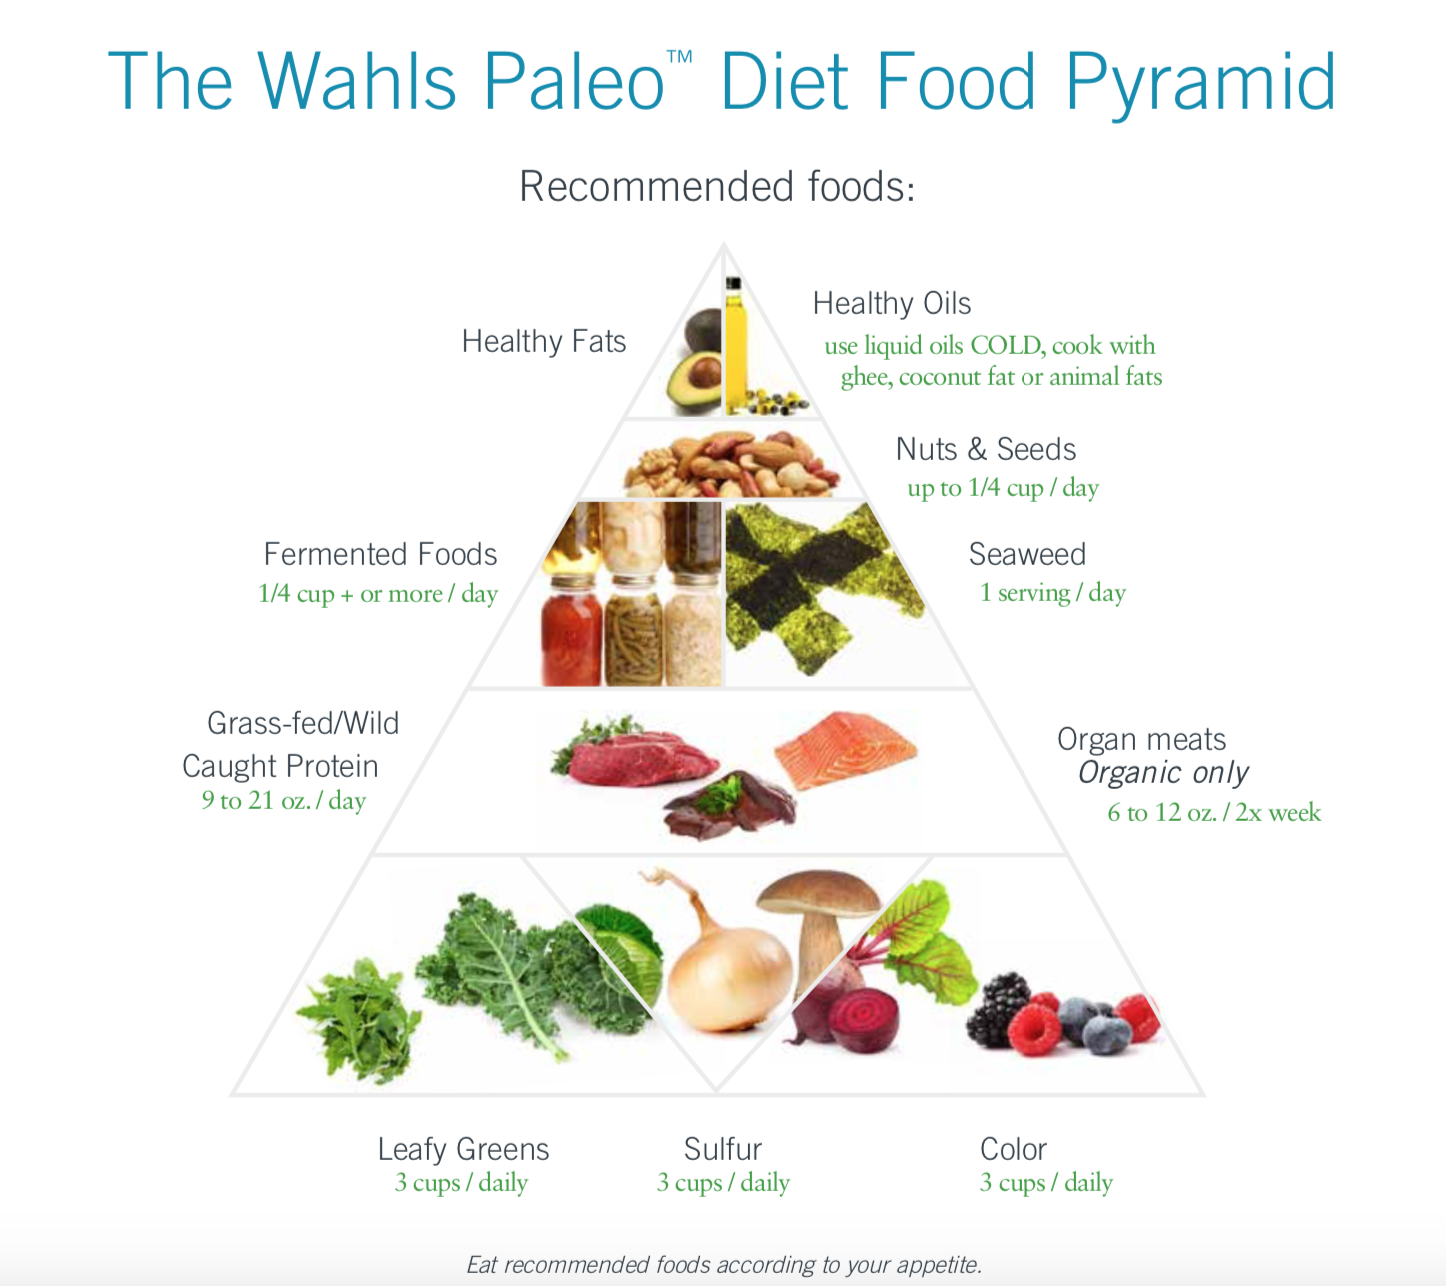 The Wahls Paleo™ Diet Food Pyramid
Recommended foods:
Healthy Fats
Healthy Oils
use liquid oils COLD, cook with
ghee, coconut fat or animal fats
Nuts & Seeds
up to 1/4 cup / day
Fermented Foods
1/4 cup + or more / day
Seaweed
1 serving / day
Grass-fed/Wild
Caught Protein
9 to 21 oz. / day
Organ meats
Organic only
6 to 12 oz. / 2x week
Leafy Greens
3 cups / daily
Sulfur
3 cups / daily
Color
3 cups / daily
Eat recommended foods according to your appetite.